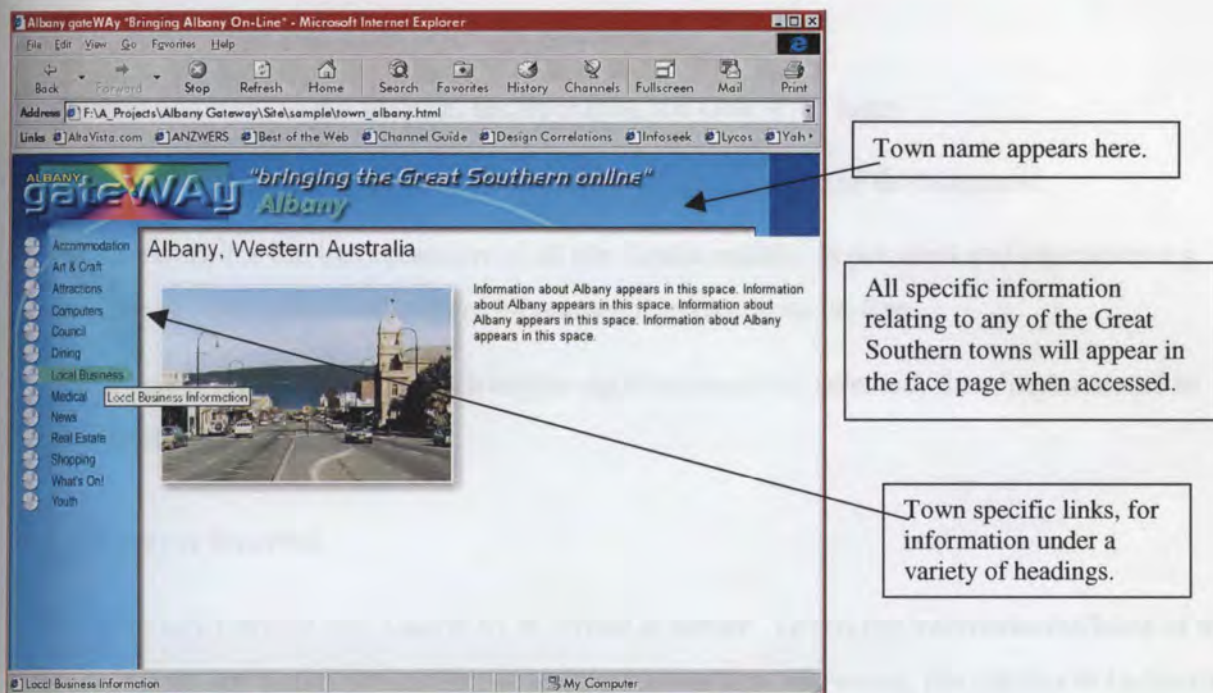 Albany gateWAy "Bringing Albany On-Line" - Microsoft Internet Explorer
File Edit View Go Favorites Help
Back Forward Stop Refresh Home Search Favorites History Channels Fullscreen Mail Print
Address F:\A_Projects\Albany Gateway\Site\sample\town_albany.html
Links AltaVista.com ANZWERS Best of the Web Channel Guide Design Correlations Infoseek Lycos Yah
ALBANY
gateWAy
"bringing the Great Southern online"
Albany
Accommodation
Art & Craft
Attractions
Computers
Council
Dining
Local Business
Medical
Local Business Information
News
Real Estate
Shopping
What's On!
Youth
Albany, Western Australia
Information about Albany appears in this space. Information
about Albany appears in this space. Information about
Albany appears in this space. Information about Albany
appears in this space.
Local Business Information
My Computer
Town name appears here.
All specific information
relating to any of the Great
Southern towns will appear in
the face page when accessed.
Town specific links, for
information under a
variety of headings.